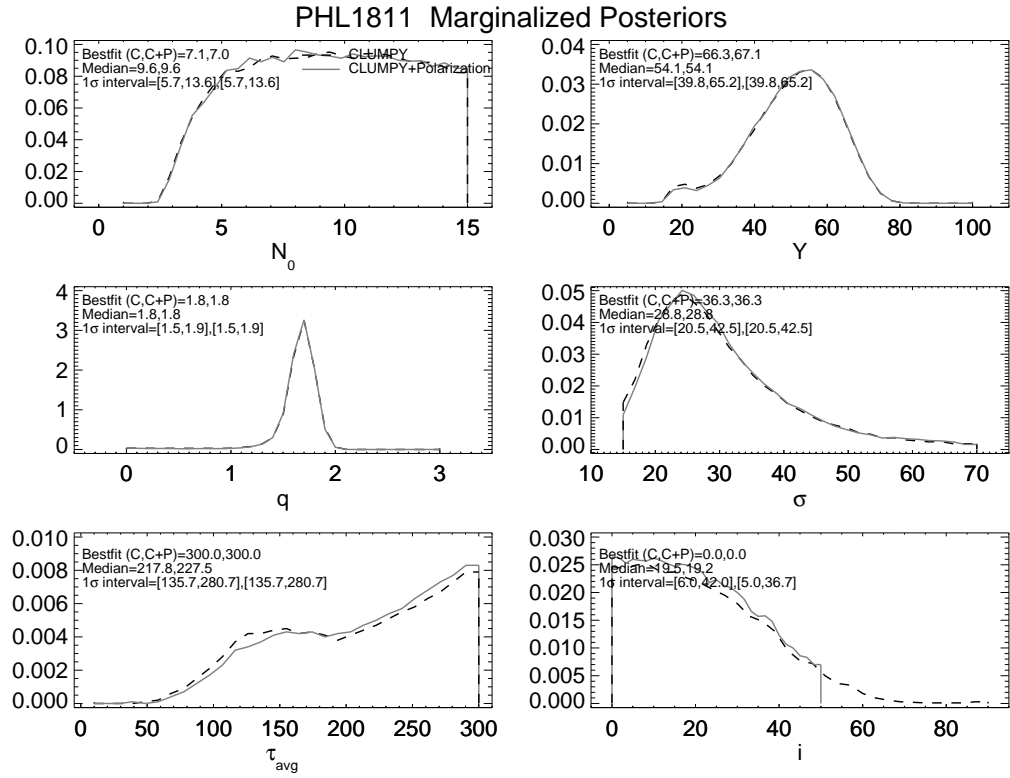 PHL1811 Marginalized Posteriors
0.10
0.08
0.06
0.04
0.02
0.00
Bestfit (C,C+P)=7.1,7.0
Median=9.6,9.6
1σ interval=[5.7,13.6],[5.7,13.6]
CLUMPY
CLUMPY+Polarization
0 5 10 15
N0
0.04
0.03
0.02
0.01
0.00
Bestfit (C,C+P)=66.3,67.1
Median=54.1,54.1
1σ interval=[39.8,65.2],[39.8,65.2]
0 20 40 60 80 100
Y
4
3
2
1
0
Bestfit (C,C+P)=1.8,1.8
Median=1.8,1.8
1σ interval=[1.5,1.9],[1.5,1.9]
0 1 2 3
q
0.05
0.04
0.03
0.02
0.01
0.00
Bestfit (C,C+P)=36.3,36.3
Median=28.8,28.8
1σ interval=[20.5,42.5],[20.5,42.5]
10 20 30 40 50 60 70
σ
0.010
0.008
0.006
0.004
0.002
0.000
Bestfit (C,C+P)=300.0,300.0
Median=217.8,227.5
1σ interval=[135.7,280.7],[135.7,280.7]
0 50 100 150 200 250 300
τavg
0.030
0.025
0.020
0.015
0.010
0.005
0.000
Bestfit (C,C+P)=0.0,0.0
Median=19.5,19.2
1σ interval=[6.0,42.0],[5.0,36.7]
0 20 40 60 80
i